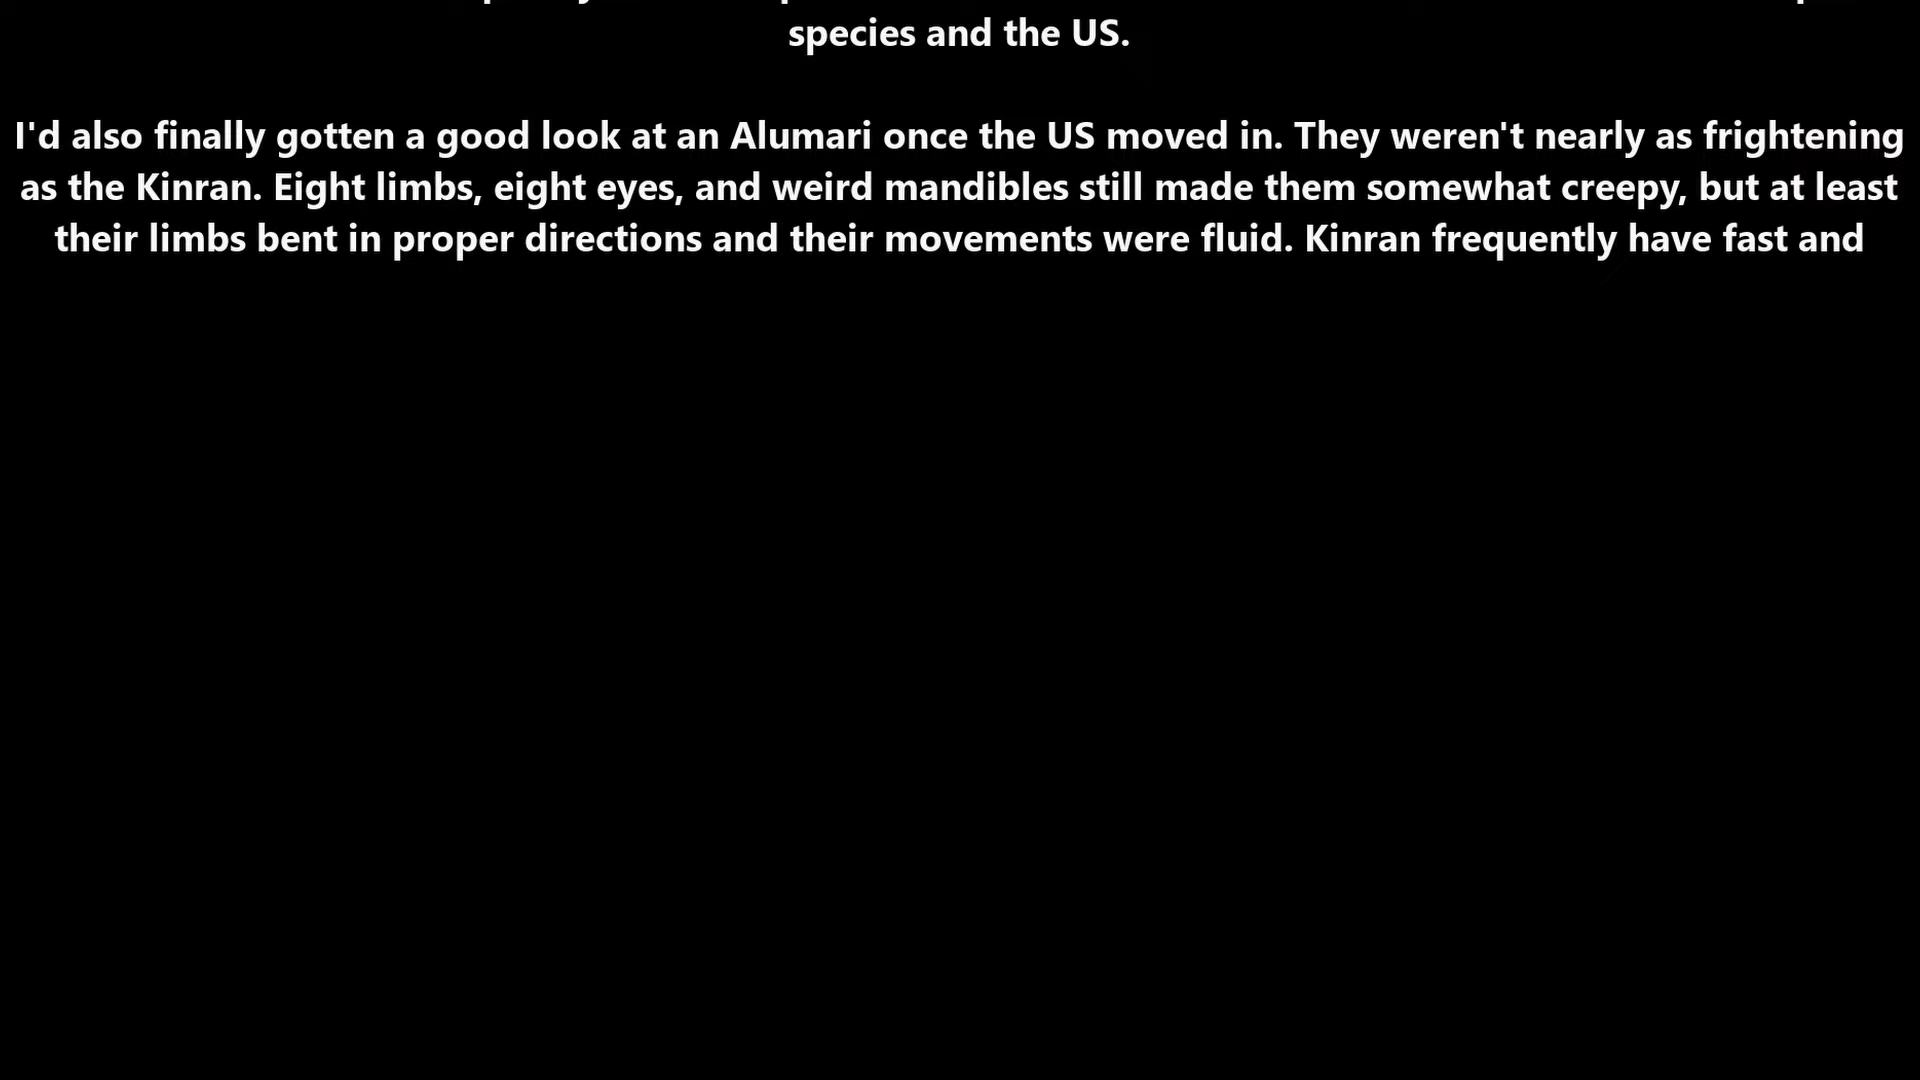 species and the US.
I'd also finally gotten a good look at an Alumari once the US moved in. They weren't nearly as frightening
as the Kinran. Eight limbs, eight eyes, and weird mandibles still made them somewhat creepy, but at least
their limbs bent in proper directions and their movements were fluid. Kinran frequently have fast and